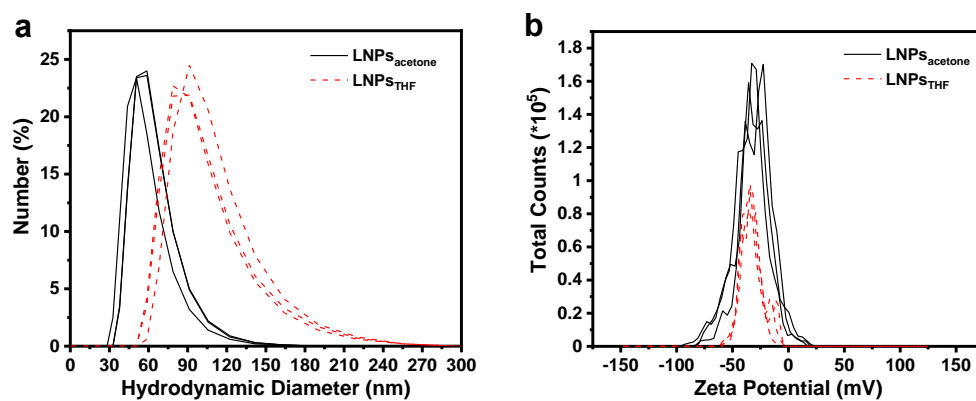 a
LNPsacetone
LNPsTHF
25
20
15
10
5
0
Number (%)
0 30 60 90 120 150 180 210 240 270 300
Hydrodynamic Diameter (nm)
b
LNPsacetone
LNPsTHF
1.8
1.6
1.4
1.2
1.0
0.8
0.6
0.4
0.2
0
Total Counts (*10⁵)
-150 -100 -50 0 50 100 150
Zeta Potential (mV)